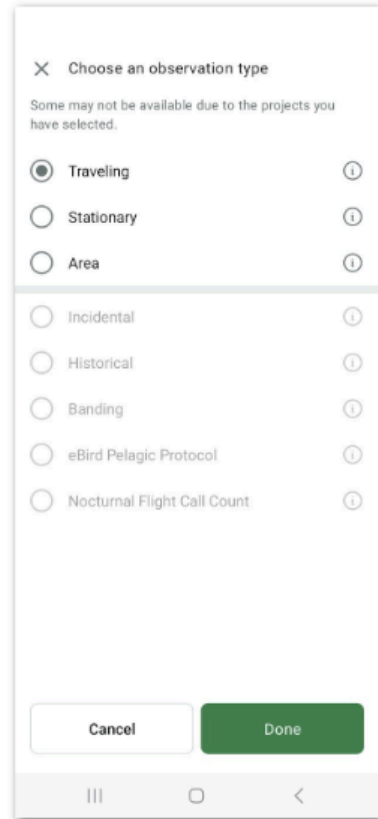 Choose an observation type
Some may not be available due to the projects you
have selected.
Traveling
Stationary
Area
Incidental
Historical
Banding
eBird Pelagic Protocol
Nocturnal Flight Call Count
Cancel Done